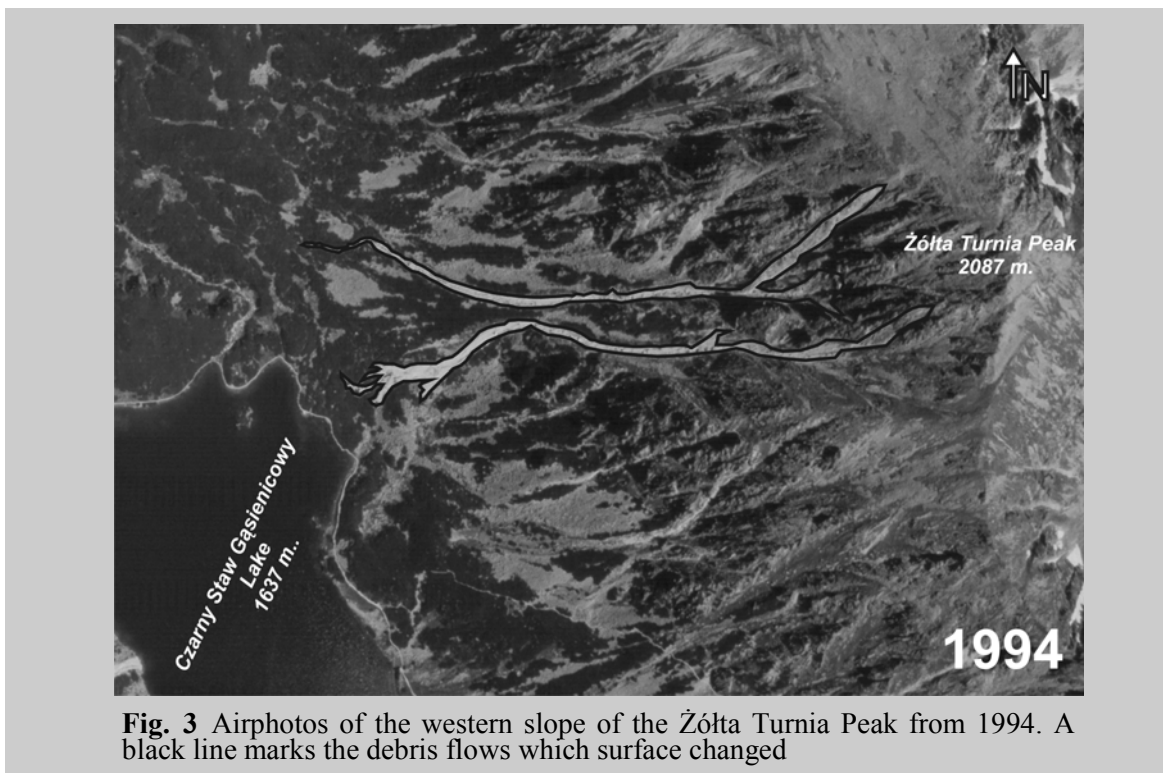 N
Żółta Turnia Peak
2087 m.
Czarny Staw Gąsienicowy
Lake
1637 m..
1994
Fig. 3 Airphotos of the western slope of the Żółta Turnia Peak from 1994. A
black line marks the debris flows which surface changed